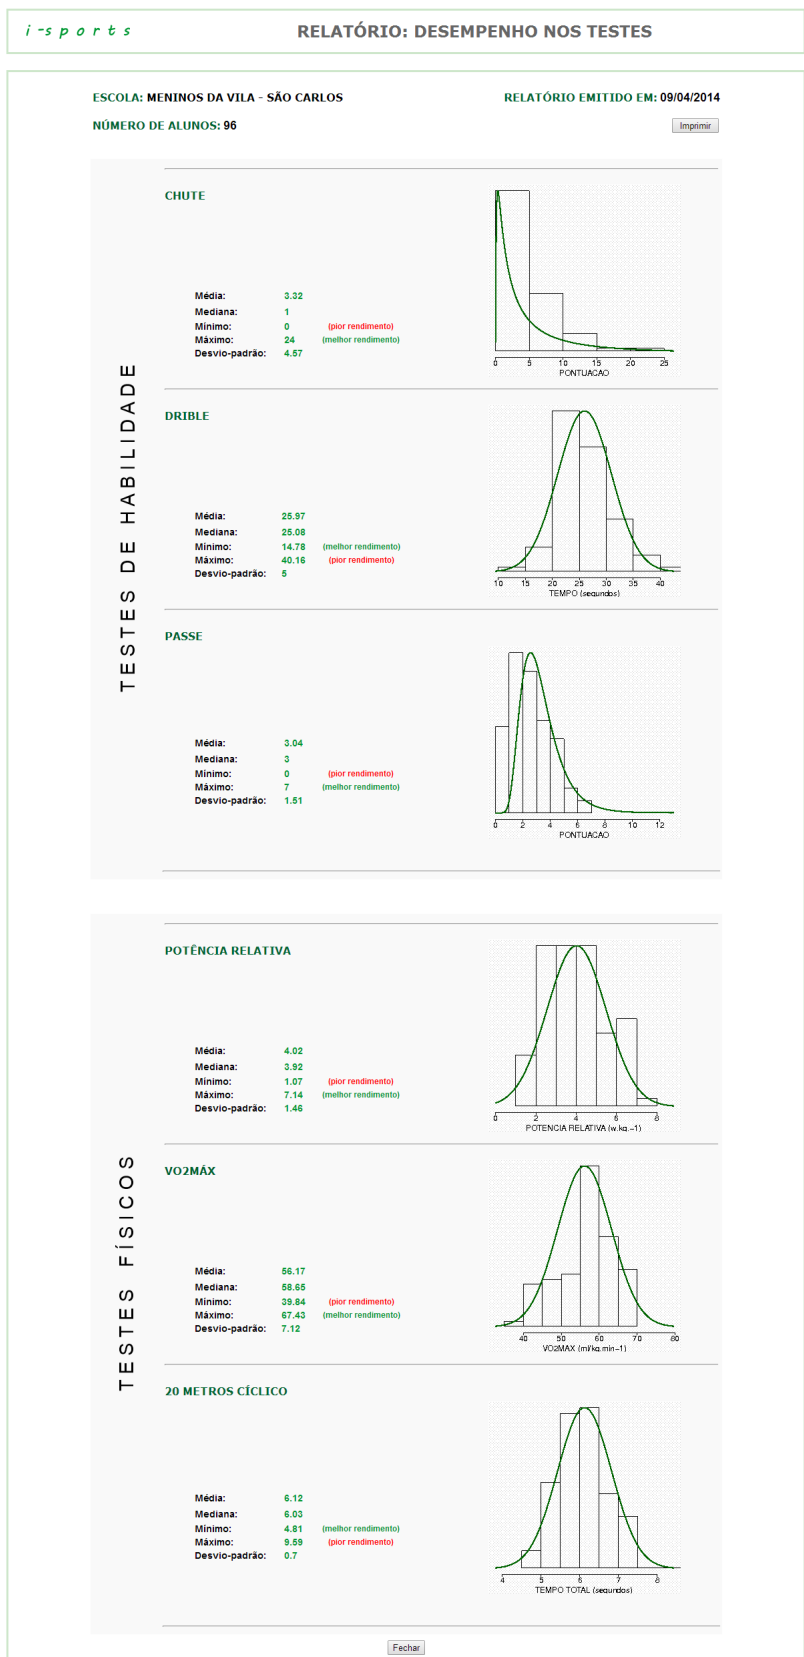 i-sports
RELATÓRIO: DESEMPENHO NOS TESTES
ESCOLA: MENINOS DA VILA - SÃO CARLOS
RELATÓRIO EMITIDO EM: 09/04/2014
NÚMERO DE ALUNOS: 96
Imprimir
TESTES DE HABILIDADE
CHUTE
Média: 3.32
Mediana: 1
Mínimo: 0 (pior rendimento)
Máximo: 24 (melhor rendimento)
Desvio-padrão: 4.57
0 5 10 15 20 25
PONTUACAO
DRIBLE
Média: 25.97
Mediana: 25.08
Mínimo: 14.78 (melhor rendimento)
Máximo: 40.16 (pior rendimento)
Desvio-padrão: 5
10 15 20 25 30 35 40
TEMPO (segundos)
PASSE
Média: 3.04
Mediana: 3
Mínimo: 0 (pior rendimento)
Máximo: 7 (melhor rendimento)
Desvio-padrão: 1.51
0 2 4 6 8 10 12
PONTUACAO
TESTES FÍSICOS
POTÊNCIA RELATIVA
Média: 4.02
Mediana: 3.92
Mínimo: 1.07 (pior rendimento)
Máximo: 7.14 (melhor rendimento)
Desvio-padrão: 1.46
0 2 4 6 8
POTENCIA RELATIVA (w.kg.-1)
VO2MÁX
Média: 56.17
Mediana: 58.65
Mínimo: 39.84 (pior rendimento)
Máximo: 67.43 (melhor rendimento)
Desvio-padrão: 7.12
40 50 60 70 80
VO2MAX (ml/kg.min-1)
20 METROS CÍCLICO
Média: 6.12
Mediana: 6.03
Mínimo: 4.81 (melhor rendimento)
Máximo: 9.59 (pior rendimento)
Desvio-padrão: 0.7
4 5 6 7 8
TEMPO TOTAL (segundos)
Fechar